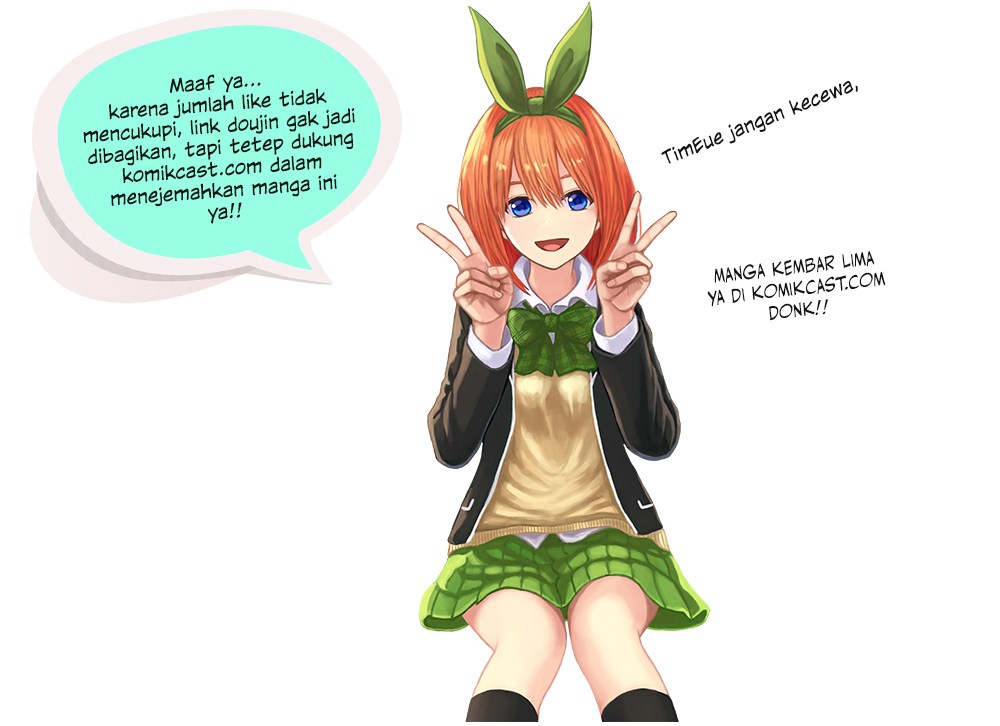 Maaf ya...
karena jumlah like tidak
mencukupi, link doujin gak jadi
dibagikan, tapi tetep dukung
komikcast.com dalam
menejemahkan manga ini
ya!!
TimEue jangan kecewa,
MANGA KEMBAR LIMA
YA DI KOMIKCAST.COM
DONK!!